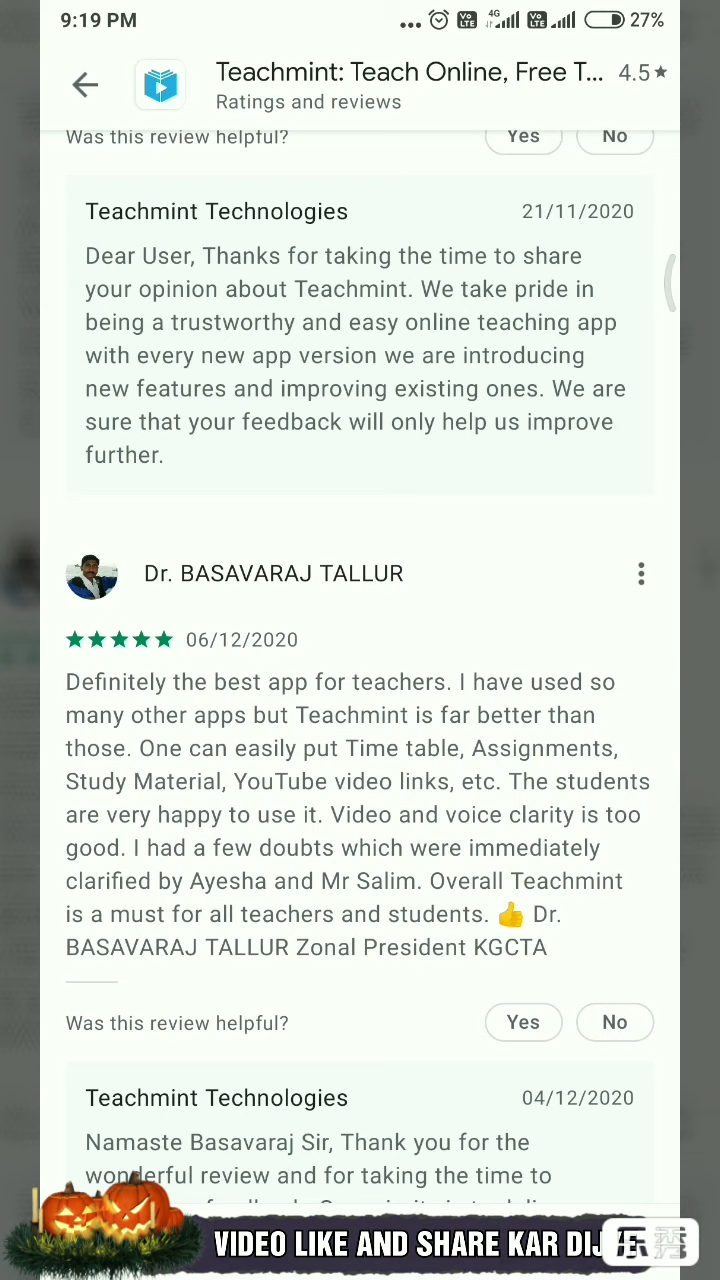 9:19 PM
4G
27%
Teachmint: Teach Online, Free T... 4.5★
Ratings and reviews
Was this review helpful? Yes No
Teachmint Technologies 21/11/2020
Dear User, Thanks for taking the time to share
your opinion about Teachmint. We take pride in
being a trustworthy and easy online teaching app
with every new app version we are introducing
new features and improving existing ones. We are
sure that your feedback will only help us improve
further.
Dr. BASAVARAJ TALLUR
06/12/2020
Definitely the best app for teachers. I have used so
many other apps but Teachmint is far better than
those. One can easily put Time table, Assignments,
Study Material, YouTube video links, etc. The students
are very happy to use it. Video and voice clarity is too
good. I had a few doubts which were immediately
clarified by Ayesha and Mr Salim. Overall Teachmint
is a must for all teachers and students. 👍 Dr.
BASAVARAJ TALLUR Zonal President KGCTA
Was this review helpful? Yes No
Teachmint Technologies 04/12/2020
Namaste Basavaraj Sir, Thank you for the
wonderful review and for taking the time to
VIDEO LIKE AND SHARE KAR DIJ
乐秀